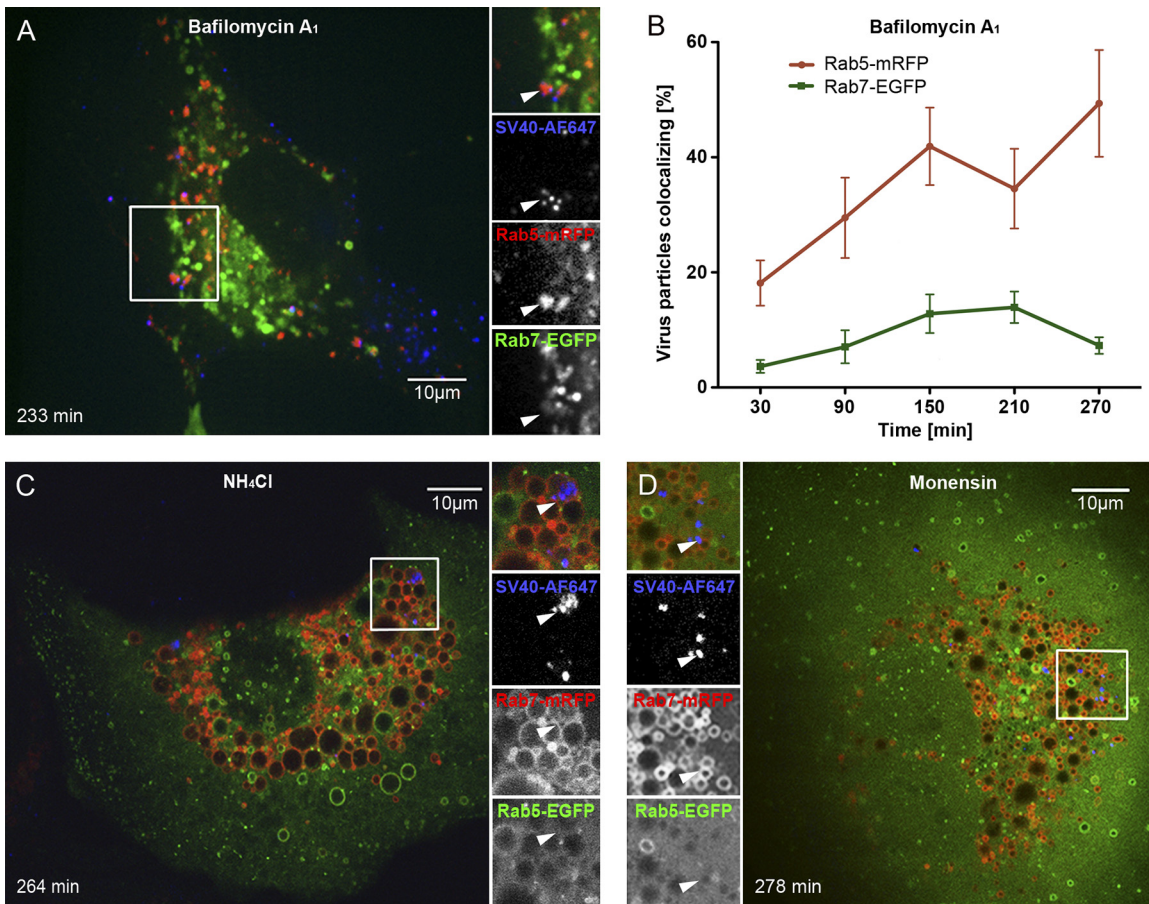 A
Bafilomycin A₁
SV40-AF647
Rab5-mRFP
Rab7-EGFP
10µm
233 min
B
Bafilomycin A₁
Rab5-mRFP
Rab7-EGFP
Virus particles colocalizing [%]
60
40
20
0
30 90 150 210 270
Time [min]
C
NH₄Cl
10µm
SV40-AF647
Rab7-mRFP
Rab5-EGFP
264 min
D
Monensin
10µm
SV40-AF647
Rab7-mRFP
Rab5-EGFP
278 min